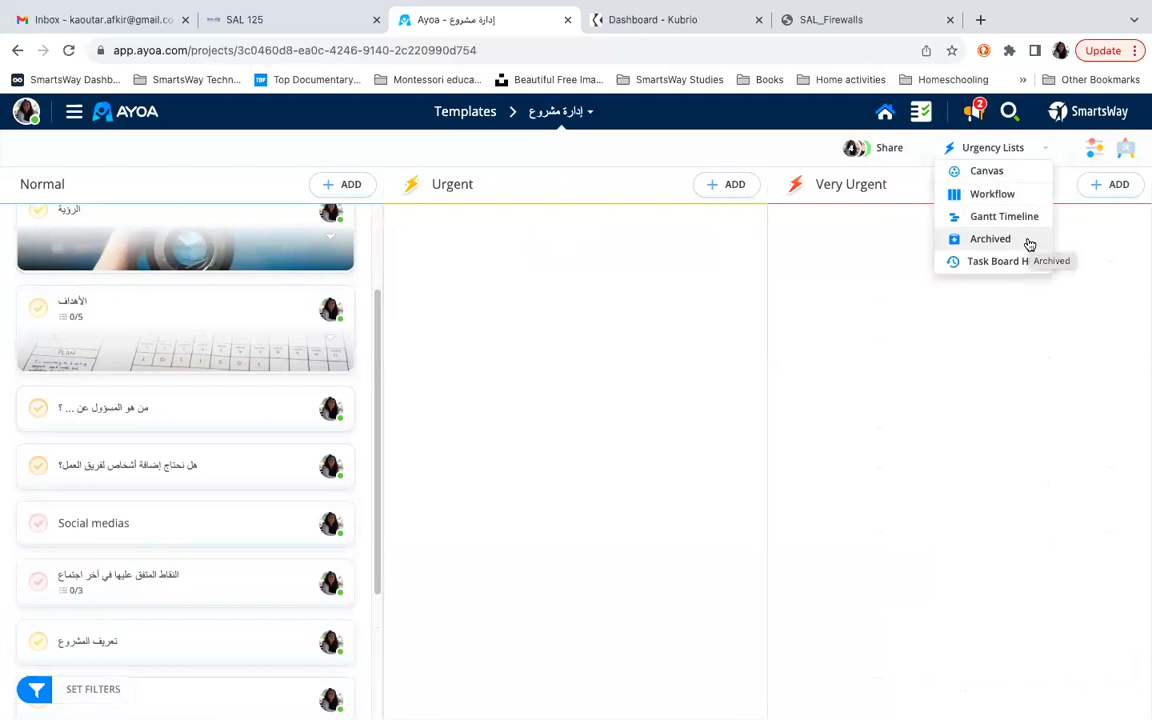 Inbox - kaoutar.afkir@gmail.co
SAL 125
Ayoa - إدارة مشروع
Dashboard - Kubrio
SAL_Firewalls
app.ayoa.com/projects/3c0460d8-ea0c-4246-9140-2c220990d754
Update
SmartsWay Dashb...
SmartsWay Techn...
Top Documentary...
Montessori educa...
Beautiful Free Ima...
SmartsWay Studies
Books
Home activities
Homeschooling
»
Other Bookmarks
AYOA
Templates > إدارة مشروع
2
SmartsWay
4
Share
Urgency Lists
Canvas
Workflow
Gantt Timeline
Archived
Task Board H
Archived
Normal
+ ADD
Urgent
+ ADD
Very Urgent
+ ADD
الرؤية
الأهداف
0/5
PLAN
من هو المسؤول عن ... ؟
هل نحتاج إضافة أشخاص لفريق العمل؟
Social medias
النقاط المتفق عليها في أخر اجتماع
0/3
تعريف المشروع
SET FILTERS